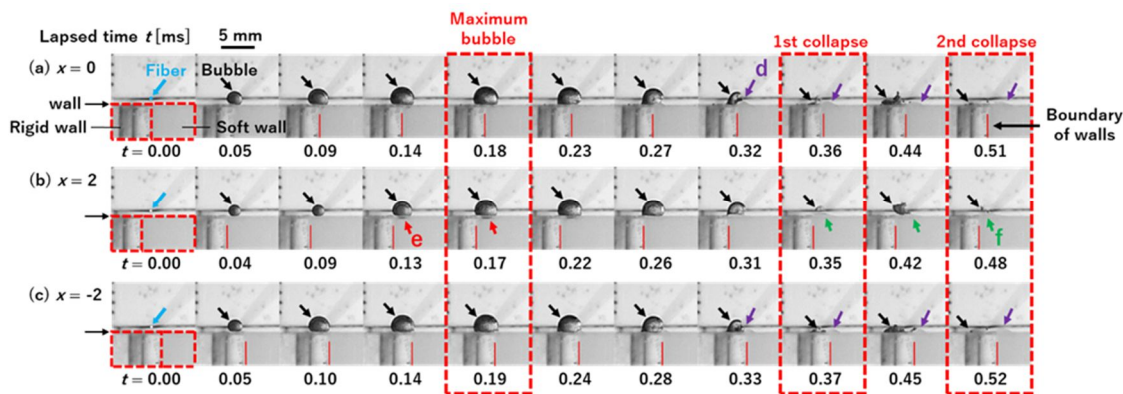 Lapsed time t [ms]
5 mm
Maximum bubble
1st collapse
2nd collapse
(a) x = 0
Fiber
Bubble
d
wall
Rigid wall
Soft wall
Boundary of walls
t = 0.00 0.05 0.09 0.14 0.18 0.23 0.27 0.32 0.36 0.44 0.51
(b) x = 2
e
f
t = 0.00 0.04 0.09 0.13 0.17 0.22 0.26 0.31 0.35 0.42 0.48
(c) x = -2
t = 0.00 0.05 0.10 0.14 0.19 0.24 0.28 0.33 0.37 0.45 0.52